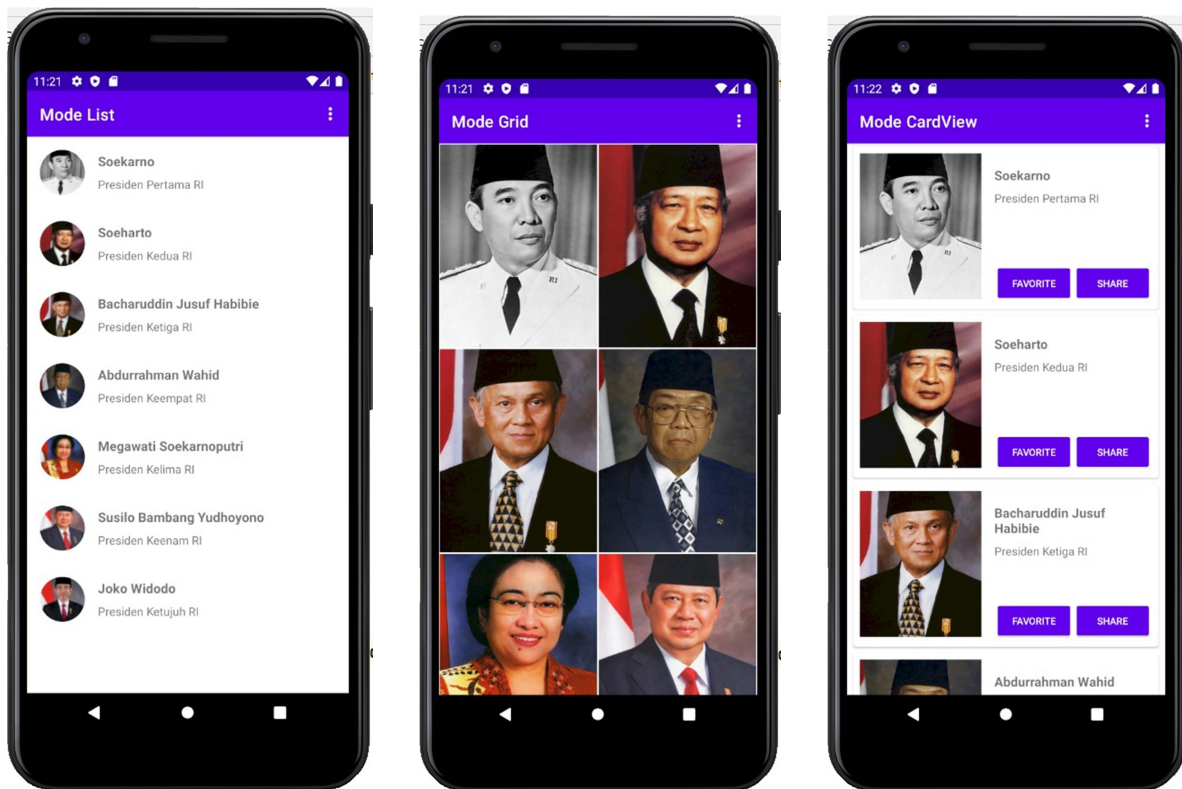 11:21
Mode List
Soekarno
Presiden Pertama RI
Soeharto
Presiden Kedua RI
Bacharuddin Jusuf Habibie
Presiden Ketiga RI
Abdurrahman Wahid
Presiden Keempat RI
Megawati Soekarnoputri
Presiden Kelima RI
Susilo Bambang Yudhoyono
Presiden Keenam RI
Joko Widodo
Presiden Ketujuh RI
11:21
Mode Grid
RI
11:22
Mode CardView
Soekarno
Presiden Pertama RI
FAVORITE SHARE
Soeharto
Presiden Kedua RI
FAVORITE SHARE
Bacharuddin Jusuf
Habibie
Presiden Ketiga RI
FAVORITE SHARE
Abdurrahman Wahid